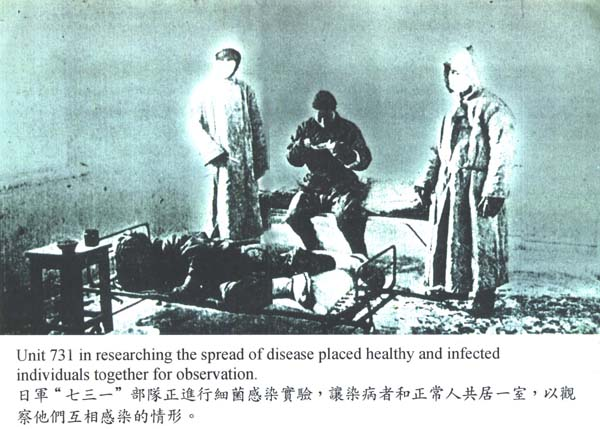 Unit 731 in researching the spread of disease placed healthy and infected
individuals together for observation.
日軍“七三一”部隊正進行細菌感染實驗，讓染病者和正常人共居一室，以觀
察他們互相感染的情形。